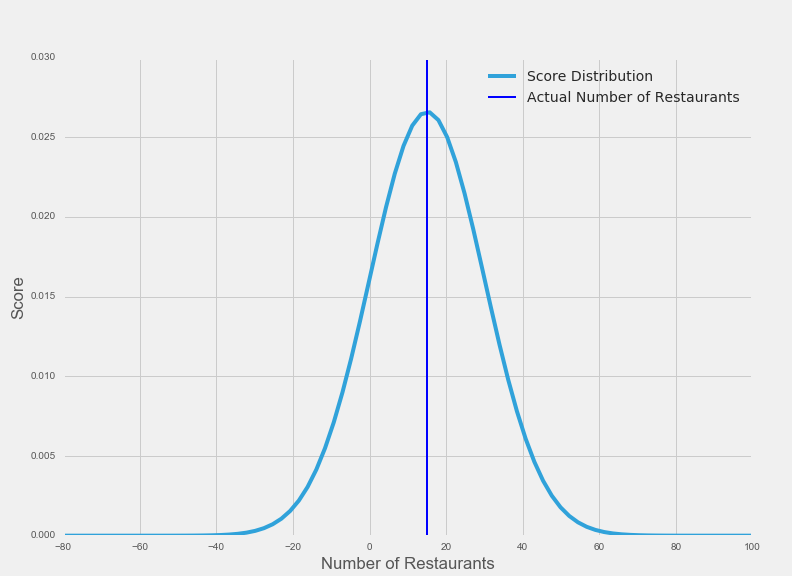 0.030
Score Distribution
Actual Number of Restaurants
0.025
0.020
0.015
0.010
0.005
0.000
Score
−80 −60 −40 −20 0 20 40 60 80 100
Number of Restaurants